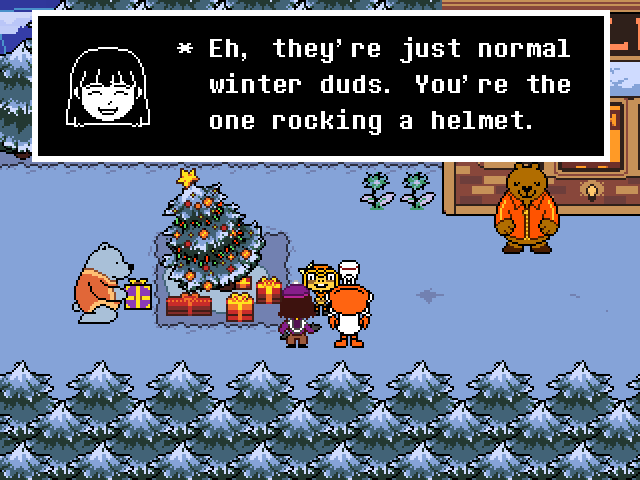 * Eh, they're just normal
winter duds. You're the
one rocking a helmet.